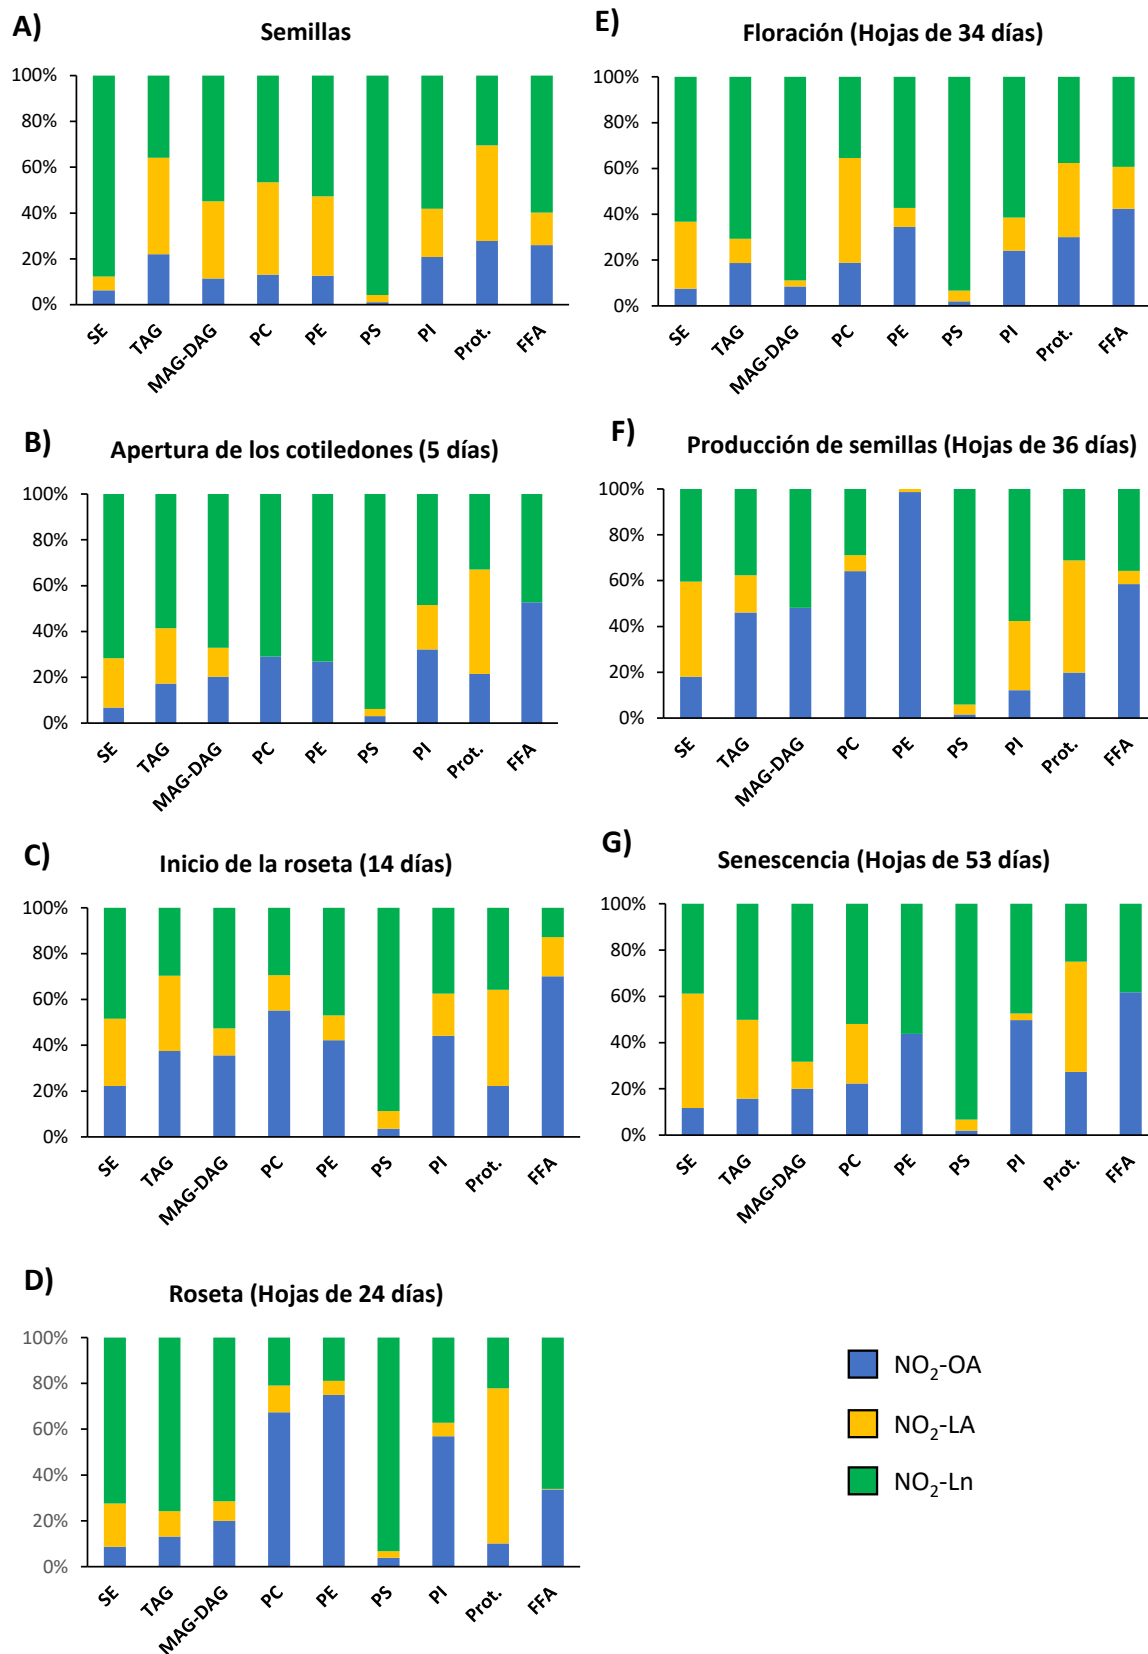 A)
Semillas
100%
80%
60%
40%
20%
0%
SE
TAG
MAG-DAG
PC
PE
PS
PI
Prot.
FFA
B)
Apertura de los cotiledones (5 días)
100%
80%
60%
40%
20%
0%
SE
TAG
MAG-DAG
PC
PE
PS
PI
Prot.
FFA
C)
Inicio de la roseta (14 días)
100%
80%
60%
40%
20%
0%
SE
TAG
MAG-DAG
PC
PE
PS
PI
Prot.
FFA
D)
Roseta (Hojas de 24 días)
100%
80%
60%
40%
20%
0%
SE
TAG
MAG-DAG
PC
PE
PS
PI
Prot.
FFA
E)
Floración (Hojas de 34 días)
100%
80%
60%
40%
20%
0%
SE
TAG
MAG-DAG
PC
PE
PS
PI
Prot.
FFA
F)
Producción de semillas (Hojas de 36 días)
100%
80%
60%
40%
20%
0%
SE
TAG
MAG-DAG
PC
PE
PS
PI
Prot.
FFA
G)
Senescencia (Hojas de 53 días)
100%
80%
60%
40%
20%
0%
SE
TAG
MAG-DAG
PC
PE
PS
PI
Prot.
FFA
NO₂-OA
NO₂-LA
NO₂-Ln